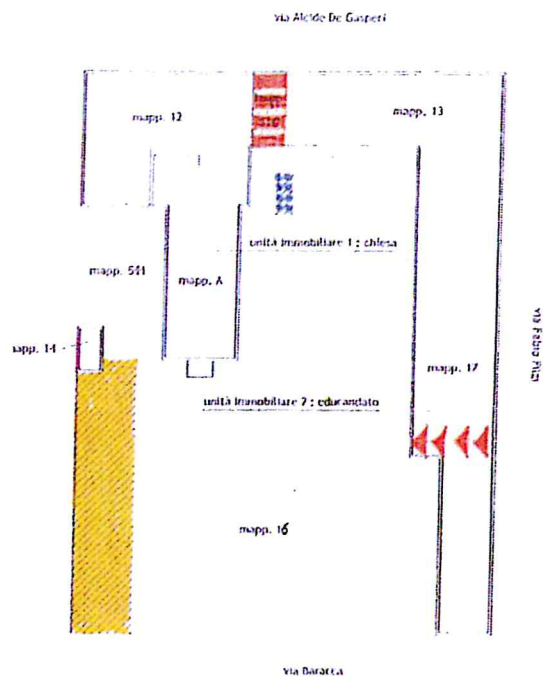 via Alcide De Gasperi
mapp. 12
mapp. 13
unità immobiliare 1 : chiesa
mapp. 501
mapp. A
mapp. 14
mapp. 17
via Fabio Filzi
unità immobiliare 2 : educandato
mapp. 16
via Baracca